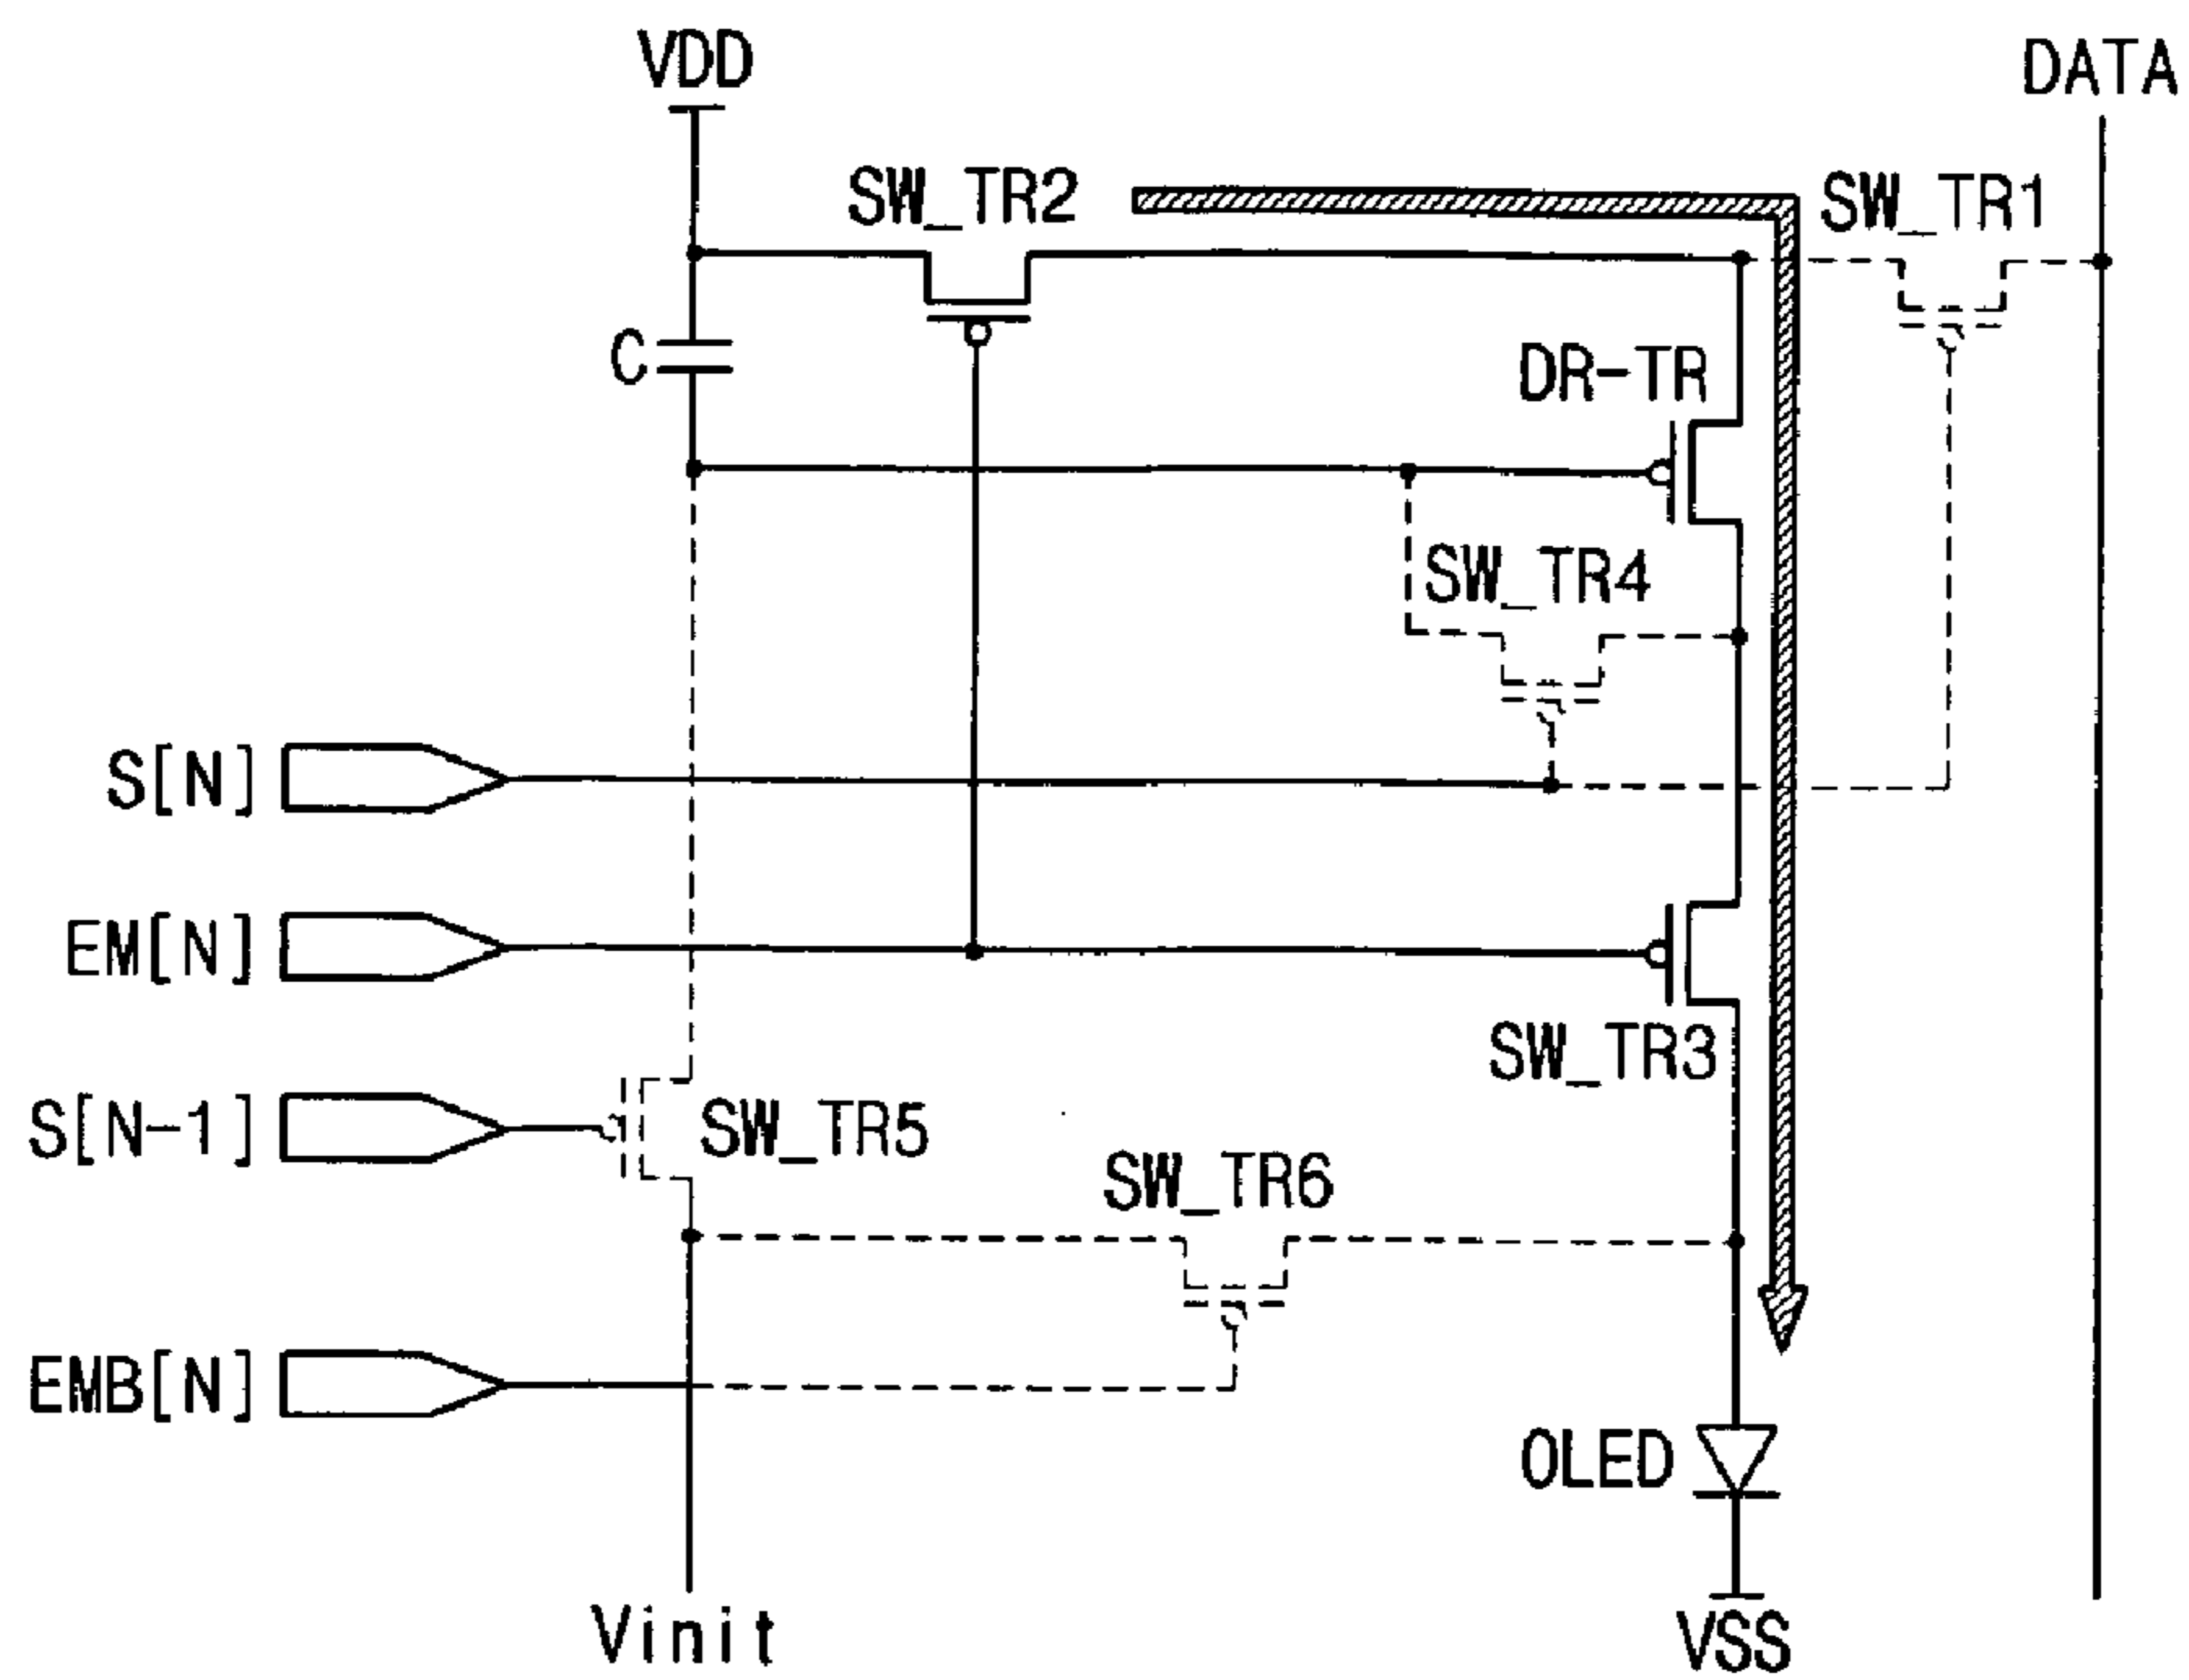 VDD
DATA
SW_TR2
SW_TR1
C
DR-TR
SW_TR4
S[N]
EM[N]
SW_TR3
S[N-1]
SW_TR5
SW_TR6
EMB[N]
OLED
Vinit
VSS